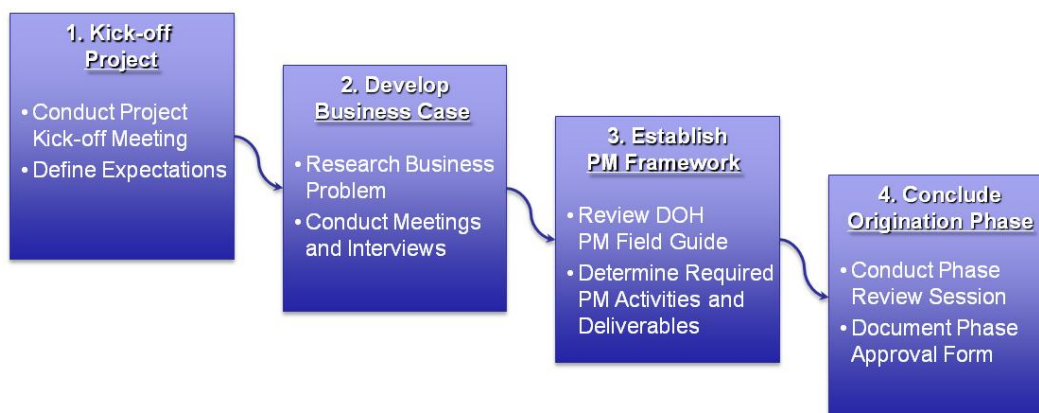 1. Kick-off
Project
• Conduct Project
Kick-off Meeting
• Define Expectations
2. Develop
Business Case
• Research Business
Problem
• Conduct Meetings
and Interviews
3. Establish
PM Framework
• Review DOH
PM Field Guide
• Determine Required
PM Activities and
Deliverables
4. Conclude
Origination Phase
• Conduct Phase
Review Session
• Document Phase
Approval Form